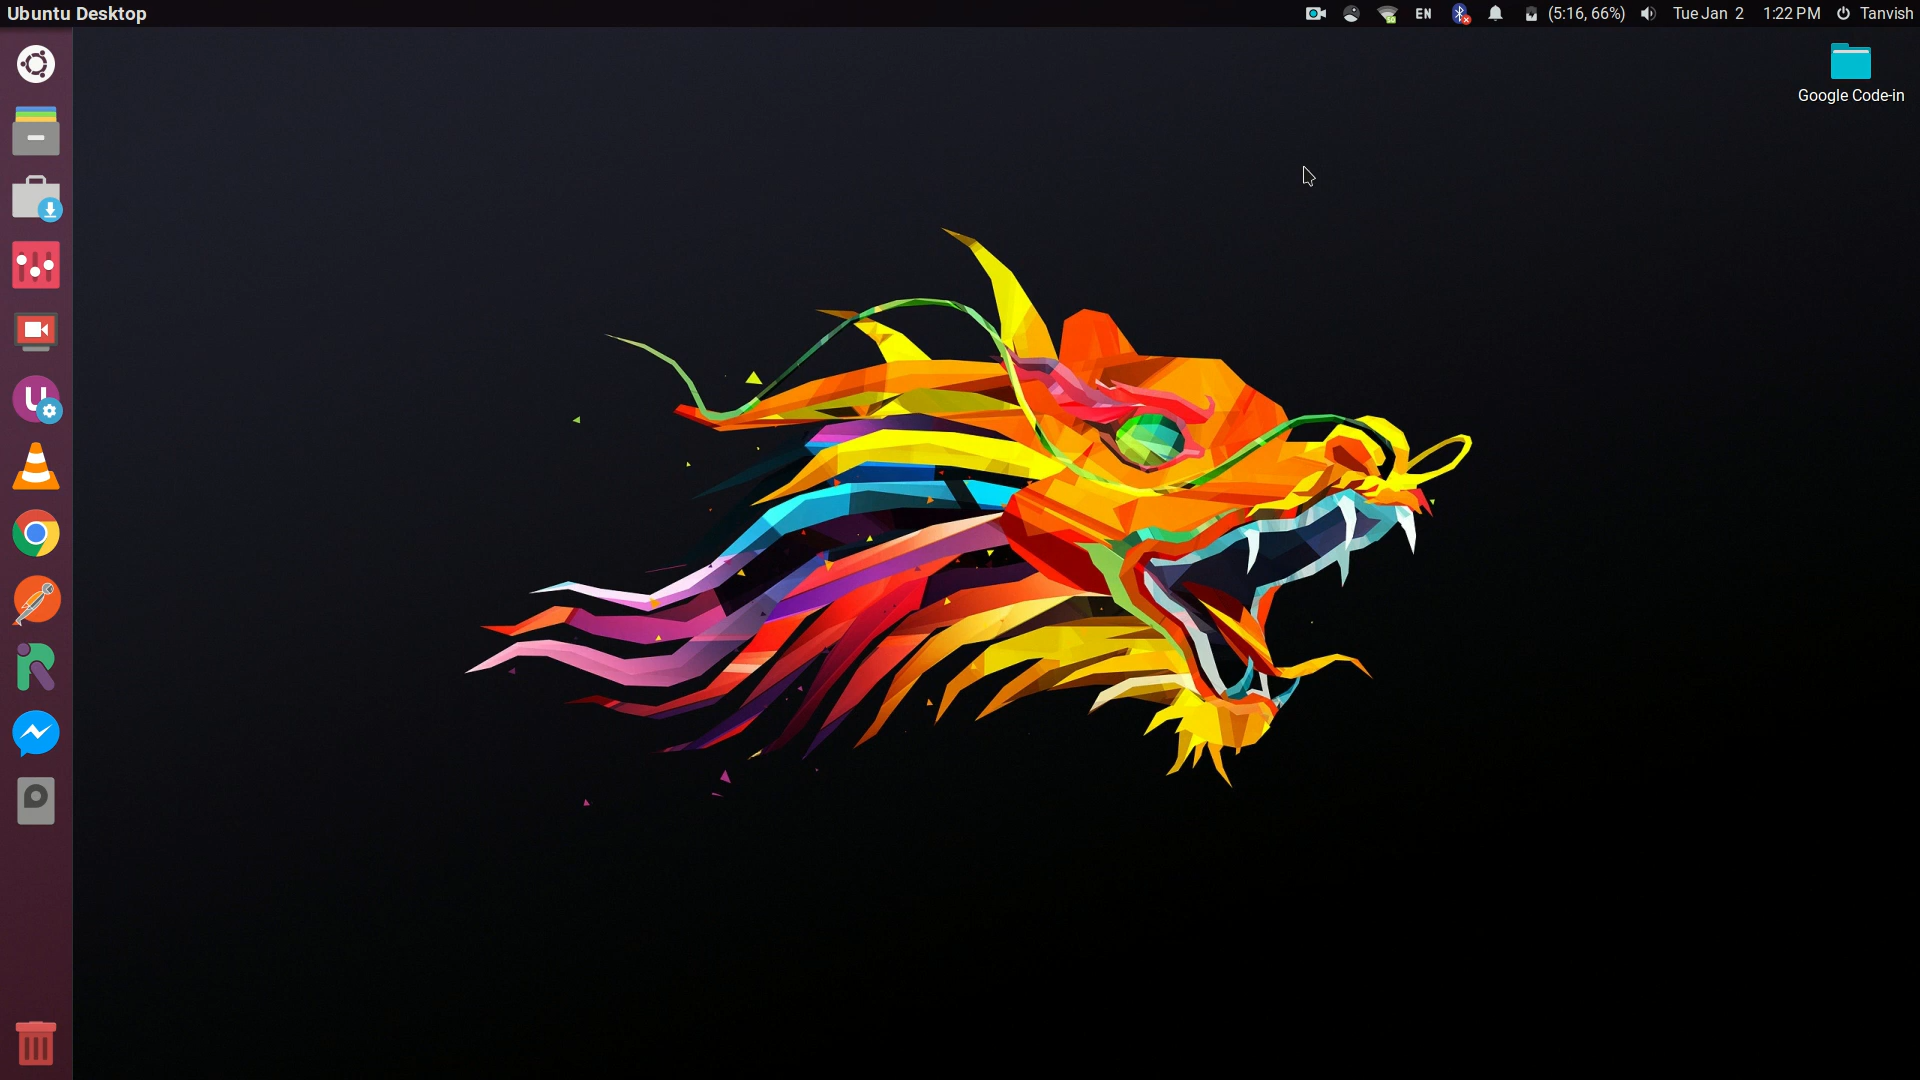 Ubuntu Desktop
EN
(5:16, 66%)
Tue Jan 2
1:22 PM
Tanvish
Google Code-in